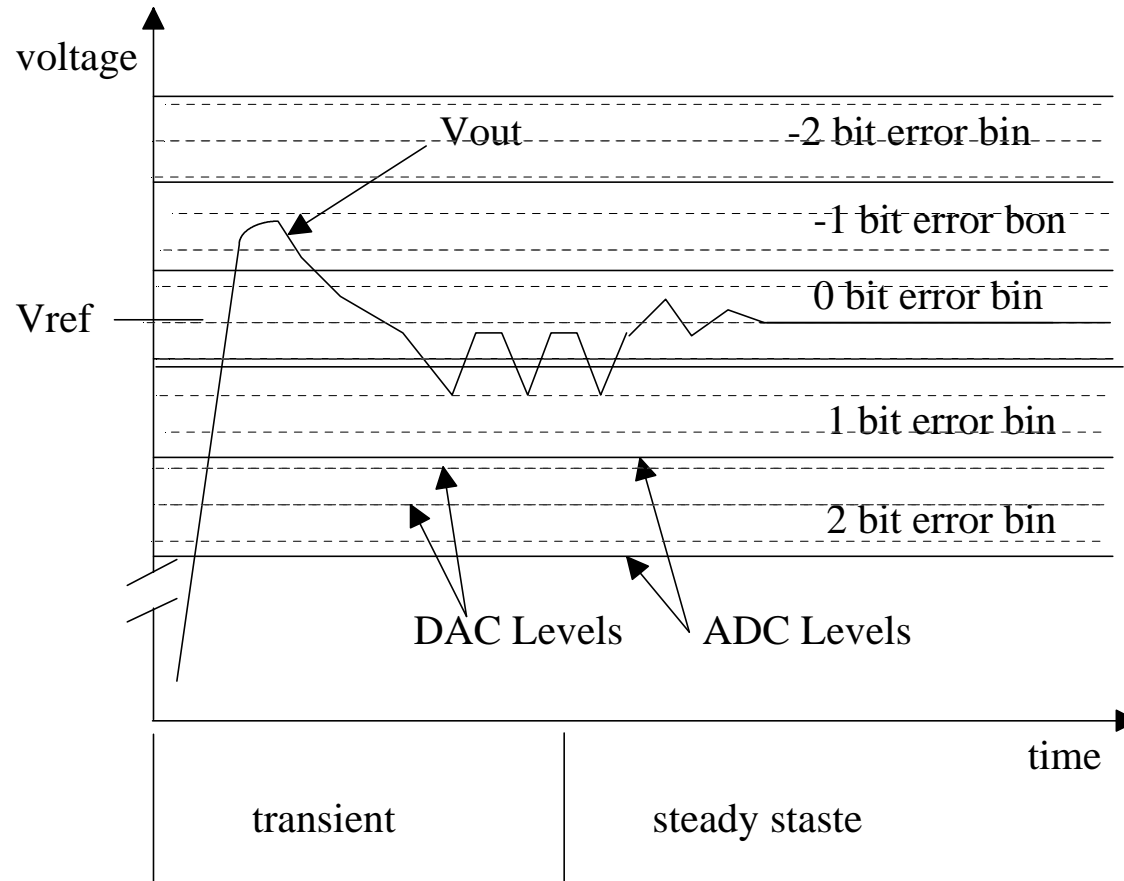 voltage
Vout
-2 bit error bin
-1 bit error bon
Vref
0 bit error bin
1 bit error bin
2 bit error bin
DAC Levels
ADC Levels
time
transient
steady staste